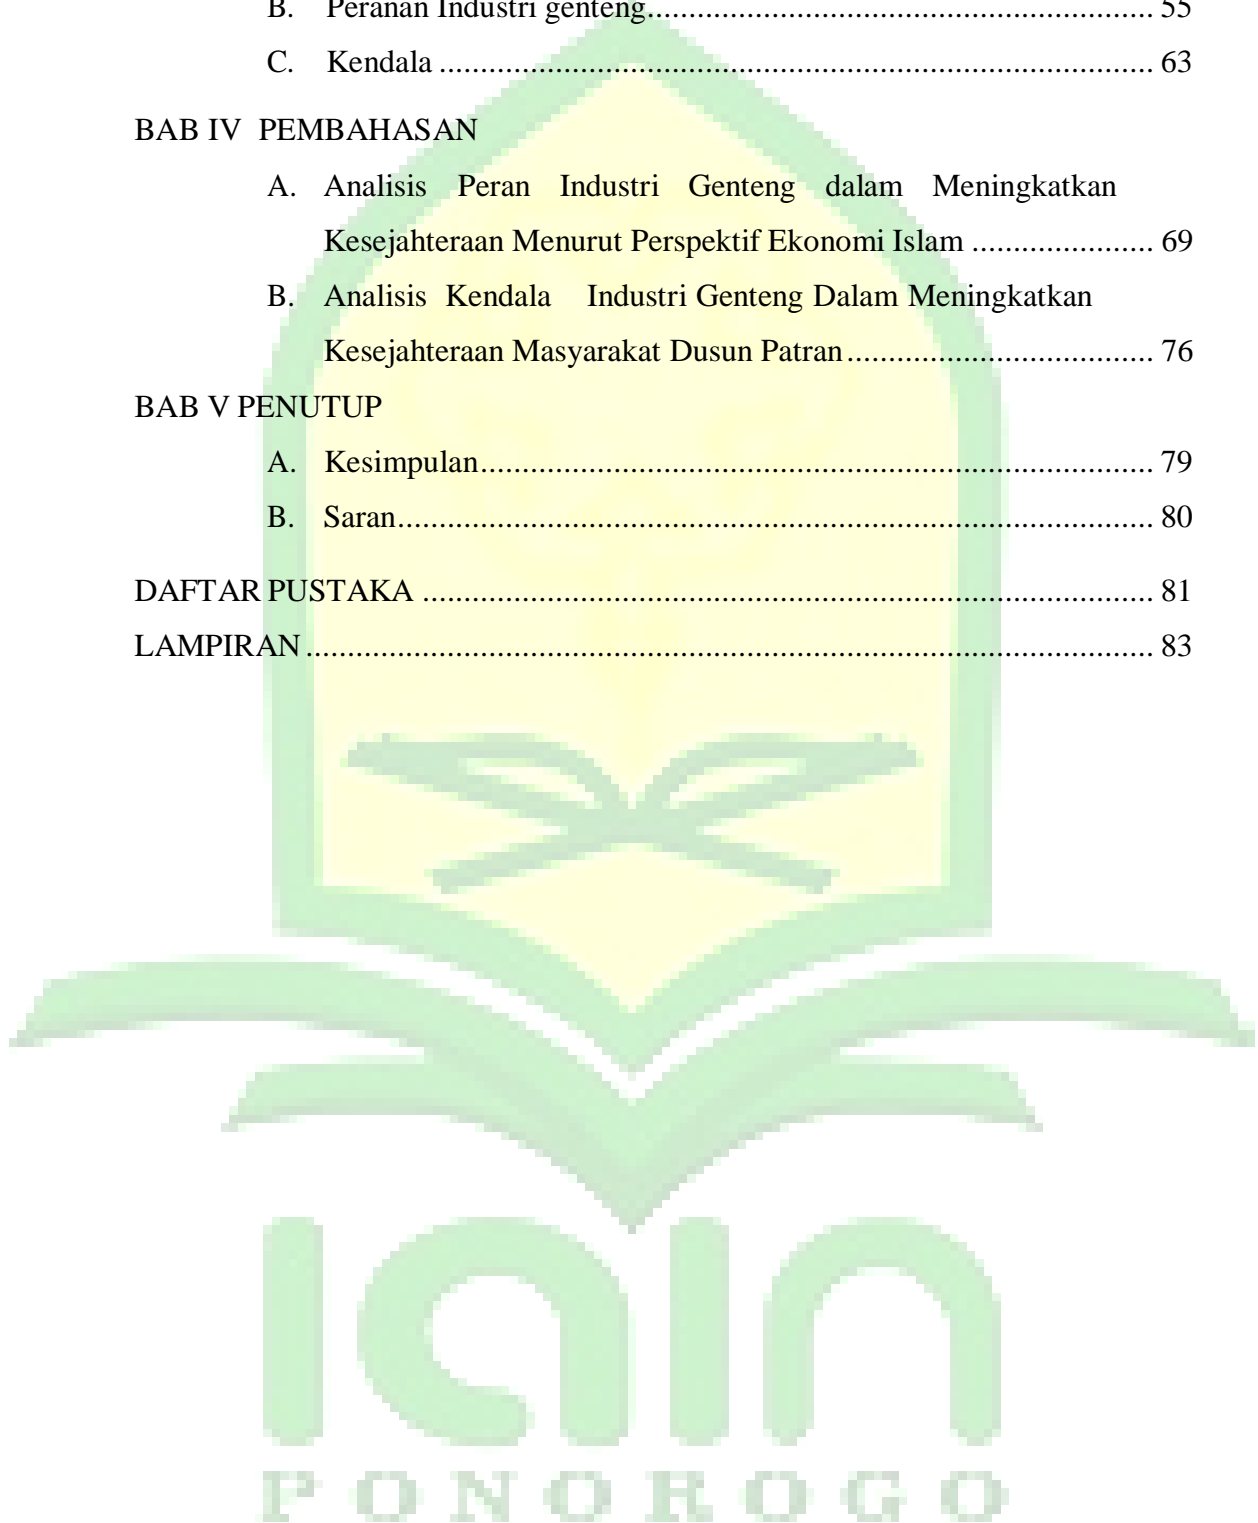 B. Peranan Industri genteng........................................................ 55
C. Kendala ........................................................ 63
BAB IV PEMBAHASAN
A. Analisis Peran Industri Genteng dalam Meningkatkan
Kesejahteraan Menurut Perspektif Ekonomi Islam ...................... 69
B. Analisis Kendala Industri Genteng Dalam Meningkatkan
Kesejahteraan Masyarakat Dusun Patran...................................... 76
BAB V PENUTUP
A. Kesimpulan........................................................ 79
B. Saran........................................................ 80
DAFTAR PUSTAKA ........................................................ 81
LAMPIRAN ........................................................ 83
iain
PONOROGO